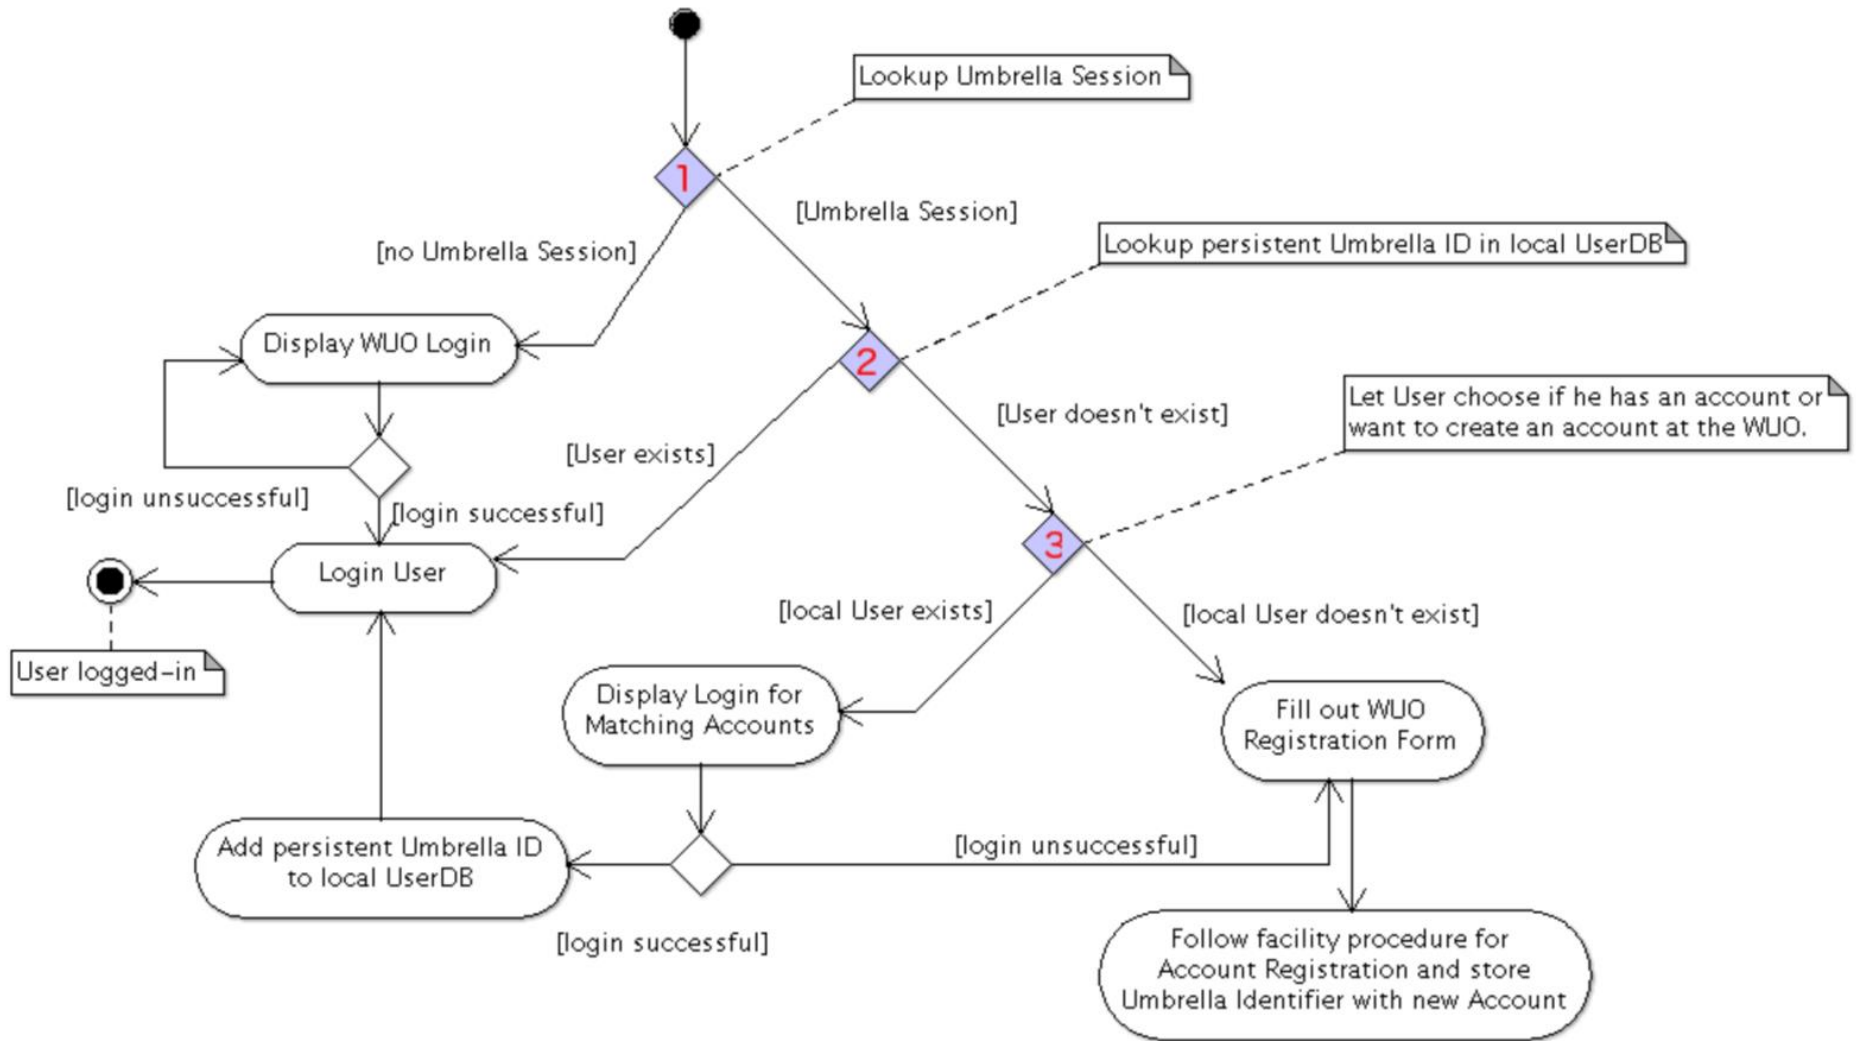 Lookup Umbrella Session
1
[Umbrella Session]
[no Umbrella Session]
Lookup persistent Umbrella ID in local UserDB
Display WUO Login
2
Let User choose if he has an account or
want to create an account at the WUO.
[User doesn't exist]
[User exists]
[login unsuccessful]
[login successful]
3
Login User
[local User exists]
[local User doesn't exist]
User logged-in
Display Login for
Matching Accounts
Fill out WUO
Registration Form
Add persistent Umbrella ID
to local UserDB
[login unsuccessful]
[login successful]
Follow facility procedure for
Account Registration and store
Umbrella Identifier with new Account